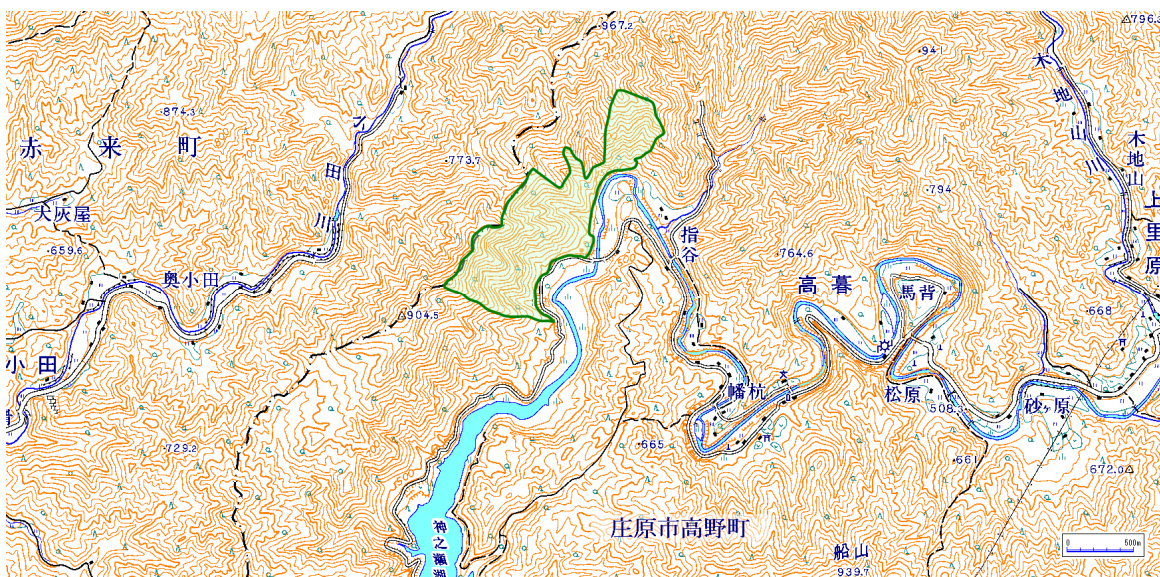 赤来町
犬灰屋
奥小田
小田
小田川
967.2
874.3
773.7
659.6
904.5
729.2
指谷
941
796.3
木地山川
木地山
上里原
794
764.6
高暮
馬背
668
幡杭
松原
508.5
砂ヶ原
665
661
672.0
神之瀬湖
庄原市高野町
船山
939.7
0 500m